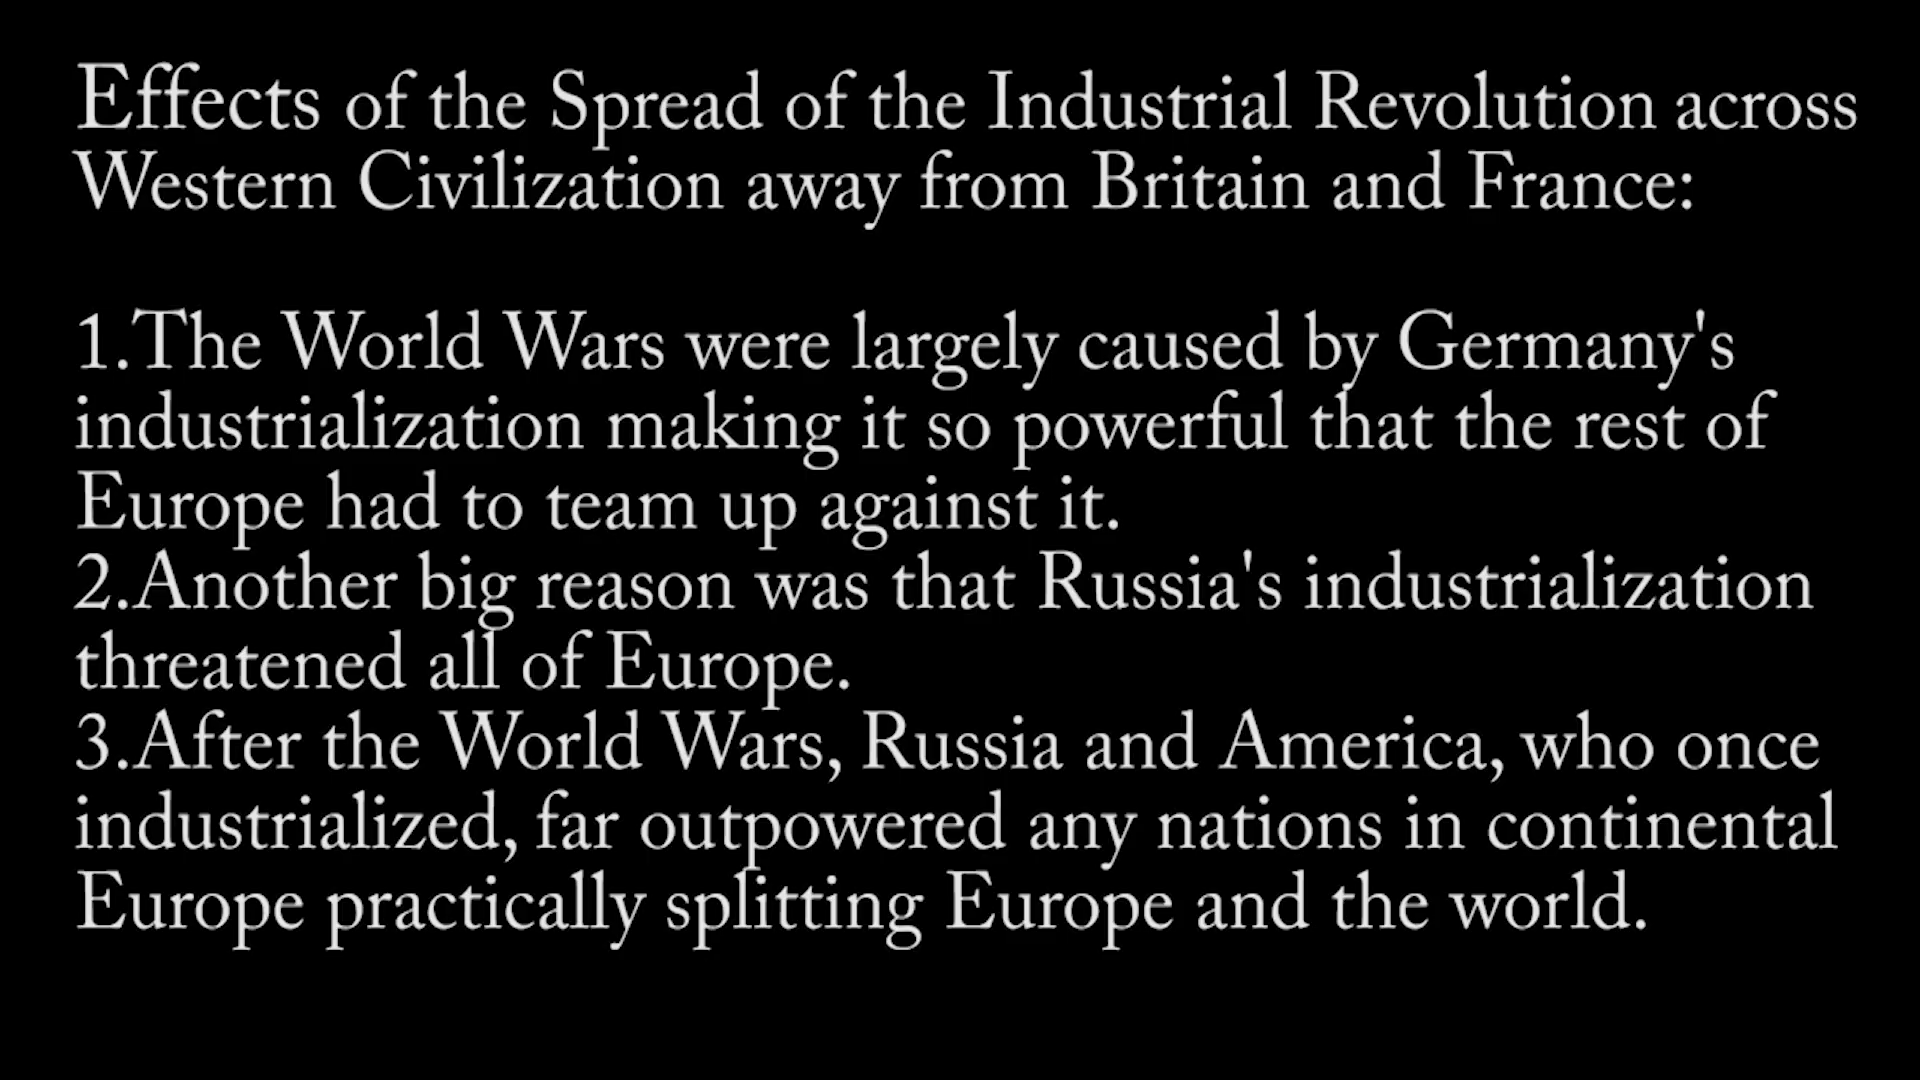 Effects of the Spread of the Industrial Revolution across
Western Civilization away from Britain and France:
1.The World Wars were largely caused by Germany's
industrialization making it so powerful that the rest of
Europe had to team up against it.
2.Another big reason was that Russia's industrialization
threatened all of Europe.
3.After the World Wars, Russia and America, who once
industrialized, far outpowered any nations in continental
Europe practically splitting Europe and the world.